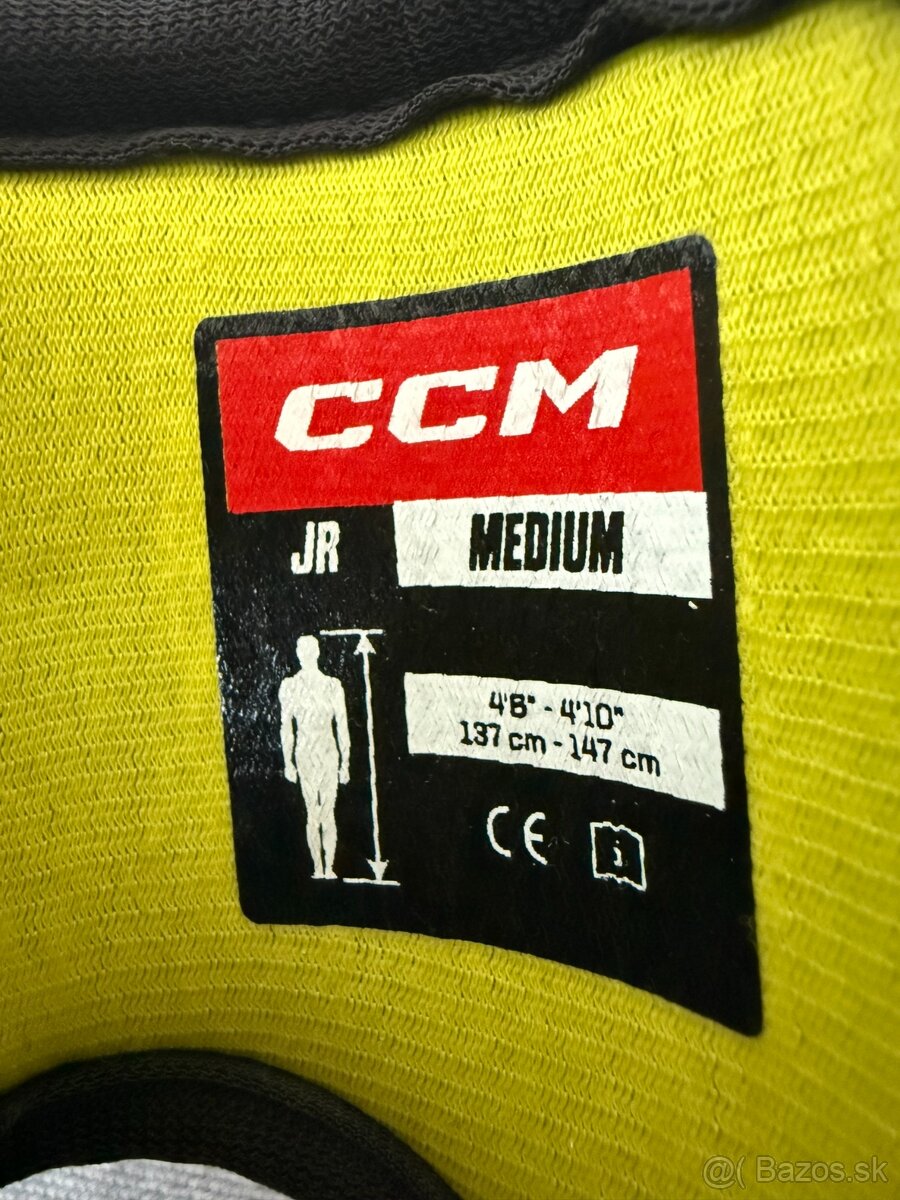 CCM
JR MEDIUM
4'6" - 4'10"
137 cm - 147 cm
CE i
@( Bazos.sk